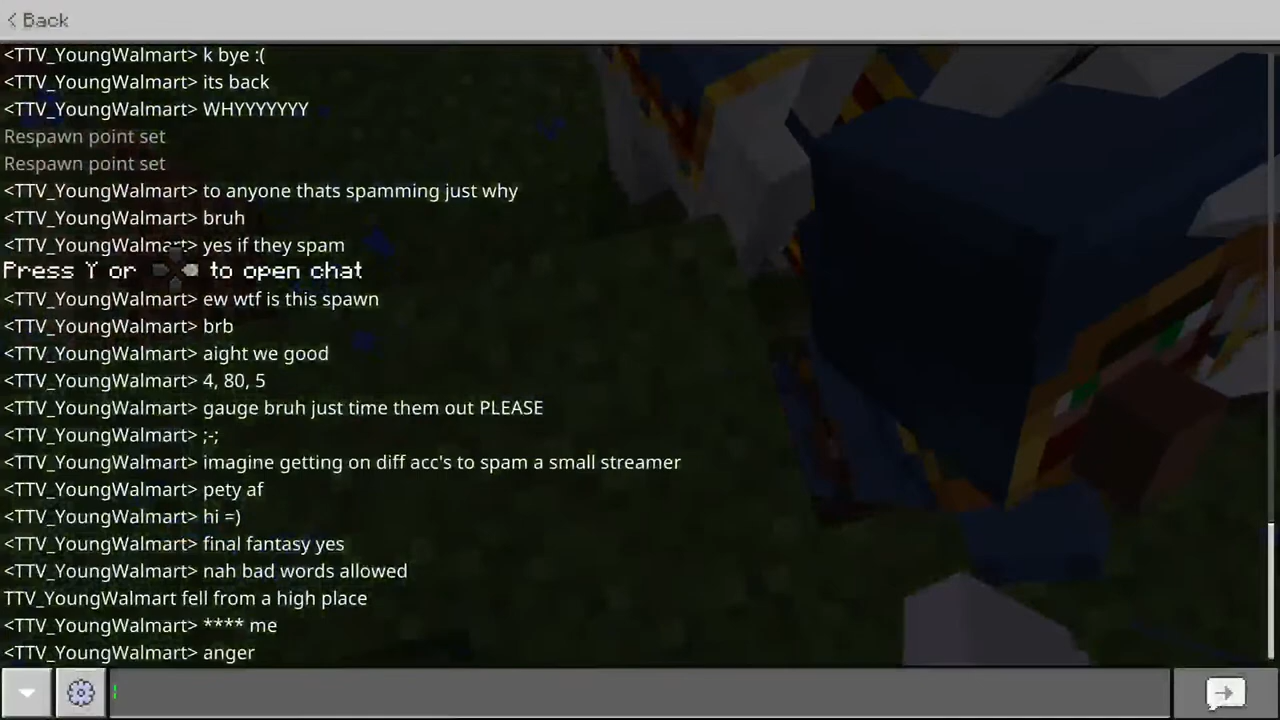 Back
<TTV_YoungWalmart> k bye :(
<TTV_YoungWalmart> its back
<TTV_YoungWalmart> WHYYYYYYY
Respawn point set
Respawn point set
<TTV_YoungWalmart> to anyone thats spamming just why
<TTV_YoungWalmart> bruh
<TTV_YoungWalmart> yes if they spam
Press Y or to open chat
<TTV_YoungWalmart> ew wtf is this spawn
<TTV_YoungWalmart> brb
<TTV_YoungWalmart> aight we good
<TTV_YoungWalmart> 4, 80, 5
<TTV_YoungWalmart> gauge bruh just time them out PLEASE
<TTV_YoungWalmart> ;-;
<TTV_YoungWalmart> imagine getting on diff acc's to spam a small streamer
<TTV_YoungWalmart> pety af
<TTV_YoungWalmart> hi =)
<TTV_YoungWalmart> final fantasy yes
<TTV_YoungWalmart> nah bad words allowed
TTV_YoungWalmart fell from a high place
<TTV_YoungWalmart> **** me
<TTV_YoungWalmart> anger